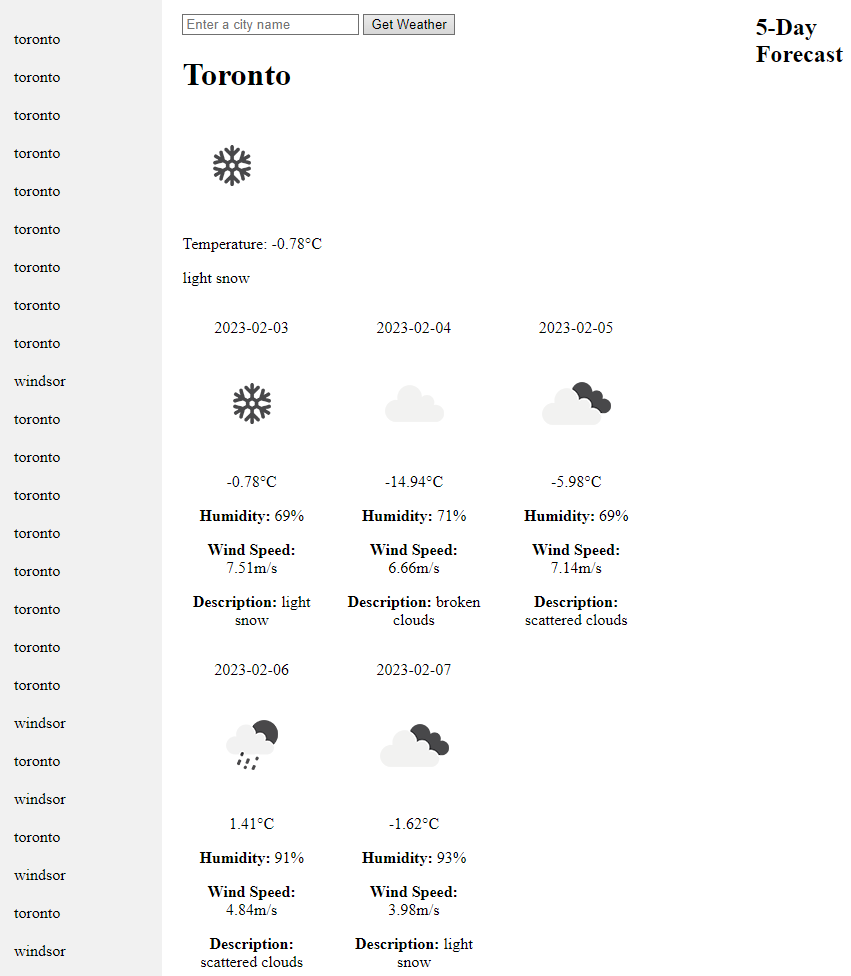 toronto
toronto
toronto
toronto
toronto
toronto
toronto
toronto
toronto
windsor
toronto
toronto
toronto
toronto
toronto
toronto
toronto
toronto
windsor
toronto
windsor
toronto
windsor
toronto
windsor
Enter a city name
Get Weather
Toronto
Temperature: -0.78°C
light snow
2023-02-03
-0.78°C
Humidity: 69%
Wind Speed:
7.51m/s
Description: light
snow
2023-02-04
-14.94°C
Humidity: 71%
Wind Speed:
6.66m/s
Description: broken
clouds
2023-02-05
-5.98°C
Humidity: 69%
Wind Speed:
7.14m/s
Description:
scattered clouds
2023-02-06
1.41°C
Humidity: 91%
Wind Speed:
4.84m/s
Description:
scattered clouds
2023-02-07
-1.62°C
Humidity: 93%
Wind Speed:
3.98m/s
Description: light
snow
5-Day
Forecast